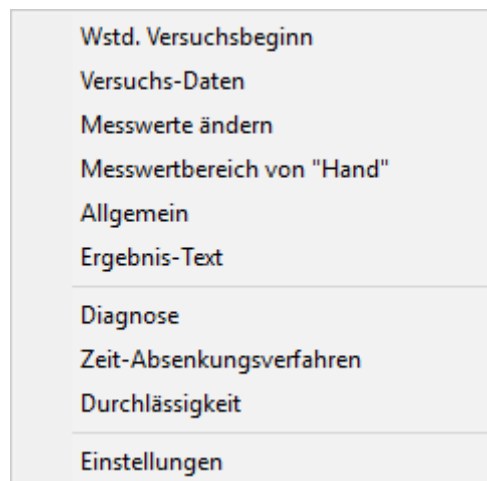 Wstd. Versuchsbeginn
Versuchs-Daten
Messwerte ändern
Messwertbereich von "Hand"
Allgemein
Ergebnis-Text
Diagnose
Zeit-Absenkungsverfahren
Durchlässigkeit
Einstellungen